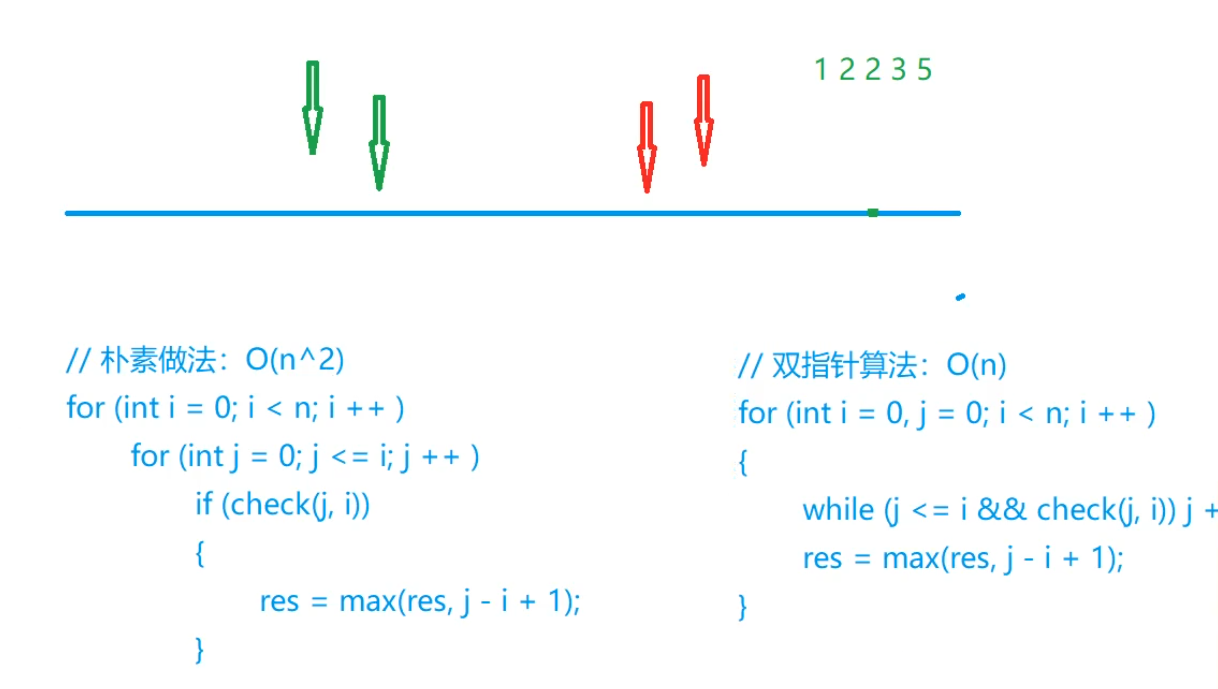 1 2 2 3 5
// 朴素做法：O(n^2)
for (int i = 0; i < n; i ++ )
for (int j = 0; j <= i; j ++ )
if (check(j, i))
{
res = max(res, j - i + 1);
}
// 双指针算法：O(n)
for (int i = 0, j = 0; i < n; i ++ )
{
while (j <= i && check(j, i)) j +
res = max(res, j - i + 1);
}